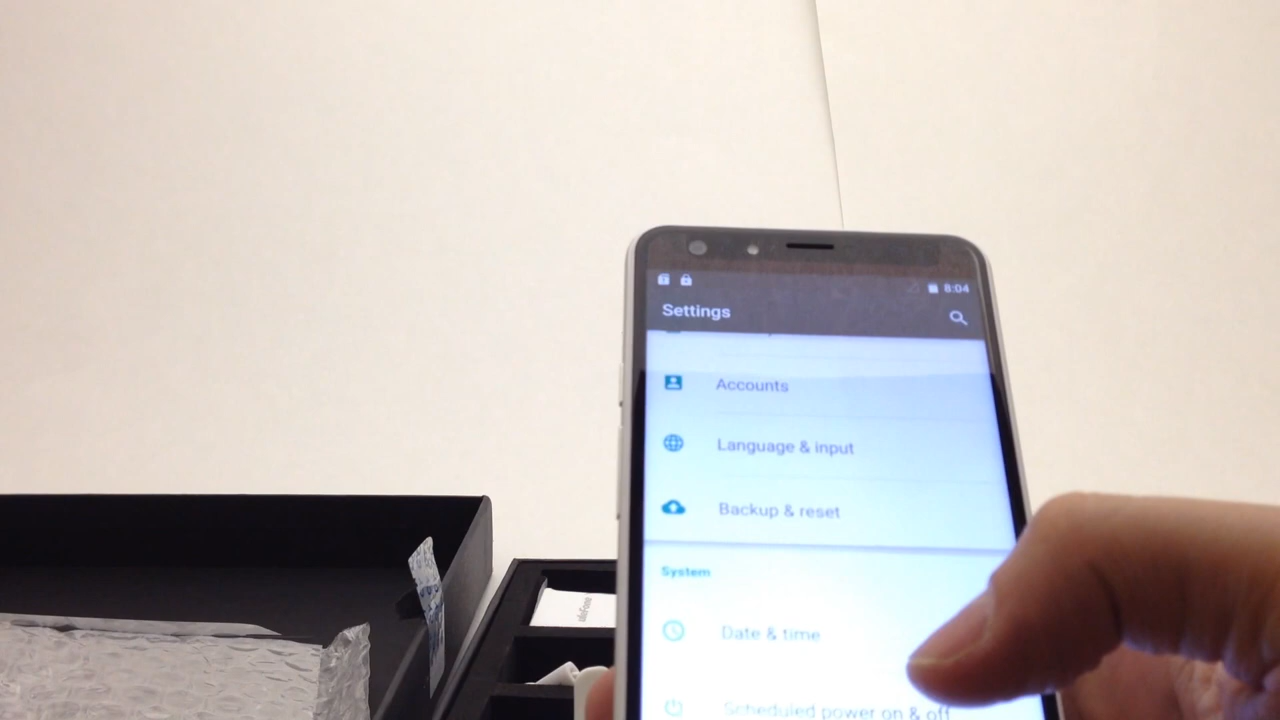 8:04
Settings
Accounts
Language & input
Backup & reset
System
Date & time
Scheduled power on & off